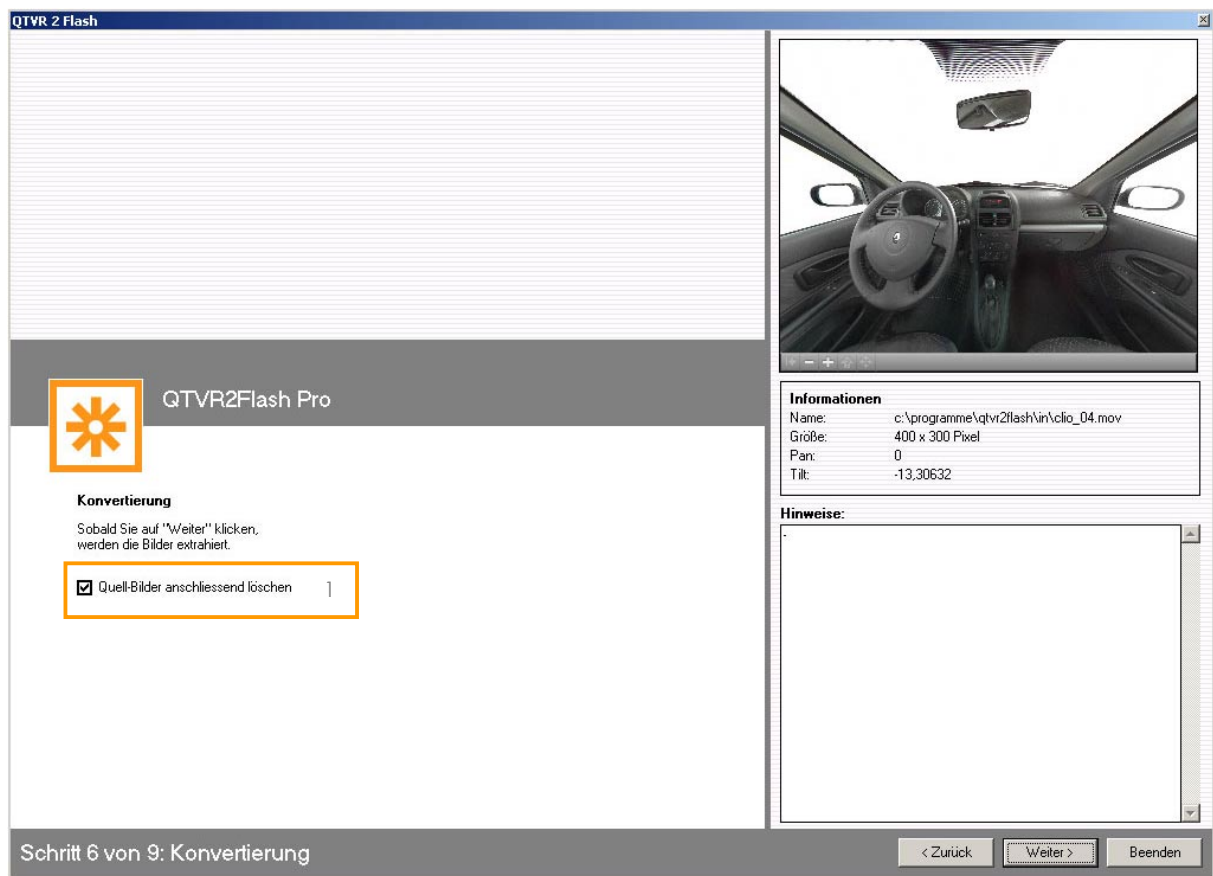 QTVR 2 Flash
QTVR2Flash Pro
Konvertierung
Sobald Sie auf "Weiter" klicken,
werden die Bilder extrahiert.
Quell-Bilder anschliessend löschen 1
Informationen
Name: c:\programme\qtvr2flash\in\clio_04.mov
Größe: 400 x 300 Pixel
Pan: 0
Tilt: -13,30632
Hinweise:
-
Schritt 6 von 9: Konvertierung
< Zurück Weiter > Beenden